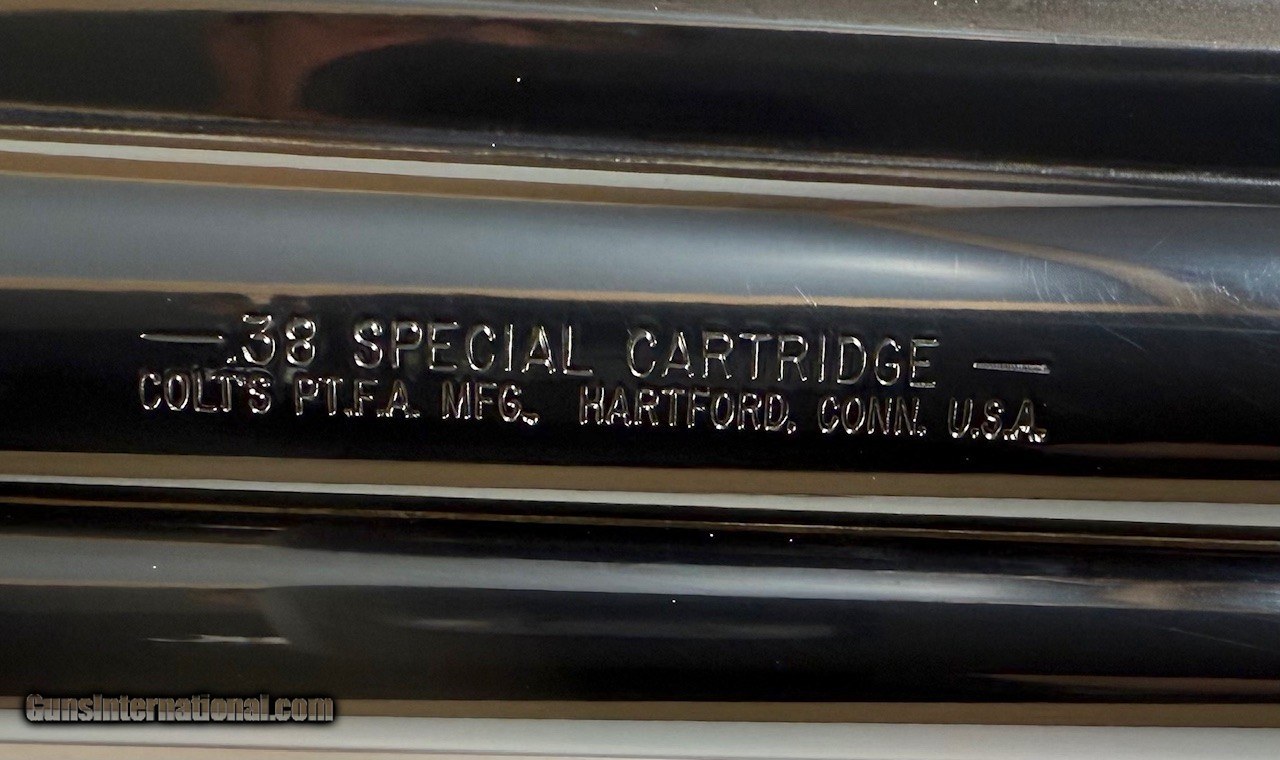 — .38 SPECIAL CARTRIDGE —
COLT'S PT.F.A. MFG. HARTFORD, CONN. U.S.A.
GunsInternational.com